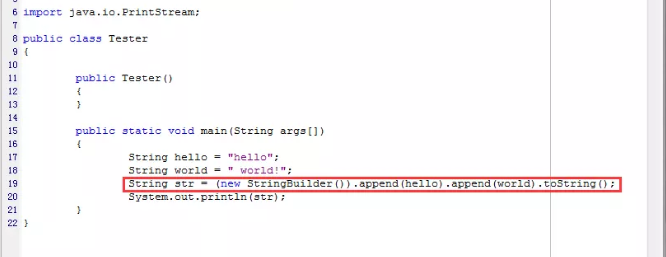 6 import java.io.PrintStream;
7
8 public class Tester
9 {
10
11 public Tester()
12 {
13 }
14
15 public static void main(String args[])
16 {
17 String hello = "hello";
18 String world = " world!";
19 String str = (new StringBuilder()).append(hello).append(world).toString();
20 System.out.println(str);
21 }
22 }